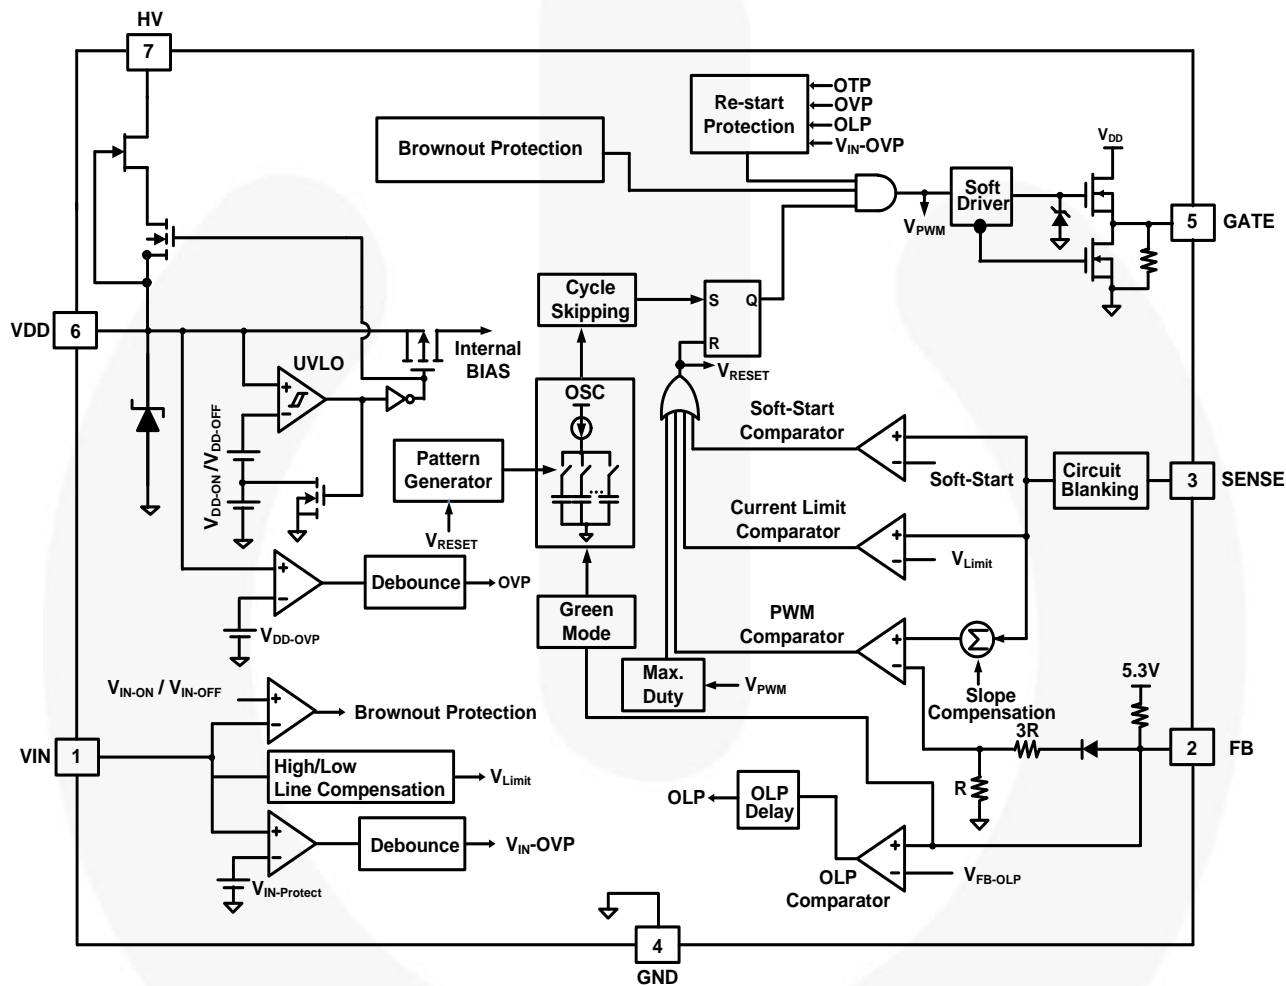 HV
7
OTP
OVP
OLP
VIN-OVP
Re-start
Protection
Brownout Protection
VDD
Soft
Driver
VPWM
5
GATE
Cycle
Skipping
S
Q
R
VRESET
VDD
6
Internal
BIAS
UVLO
+
−
VDD-ON / VDD-OFF
OSC
...
Pattern
Generator
VRESET
Soft-Start
Comparator
+
−
Soft-Start
Circuit
Blanking
3
SENSE
Current Limit
Comparator
+
−
VLimit
+
−
VDD-OVP
Debounce
OVP
Green
Mode
PWM
Comparator
+
−
Σ
Slope
Compensation
Max.
Duty
VPWM
5.3V
3R
R
2
FB
VIN-ON / VIN-OFF
+
−
Brownout Protection
VIN
1
High/Low
Line Compensation
VLimit
+
−
VIN-Protect
Debounce
VIN-OVP
OLP
OLP
Delay
+
−
OLP
Comparator
VFB-OLP
4
GND